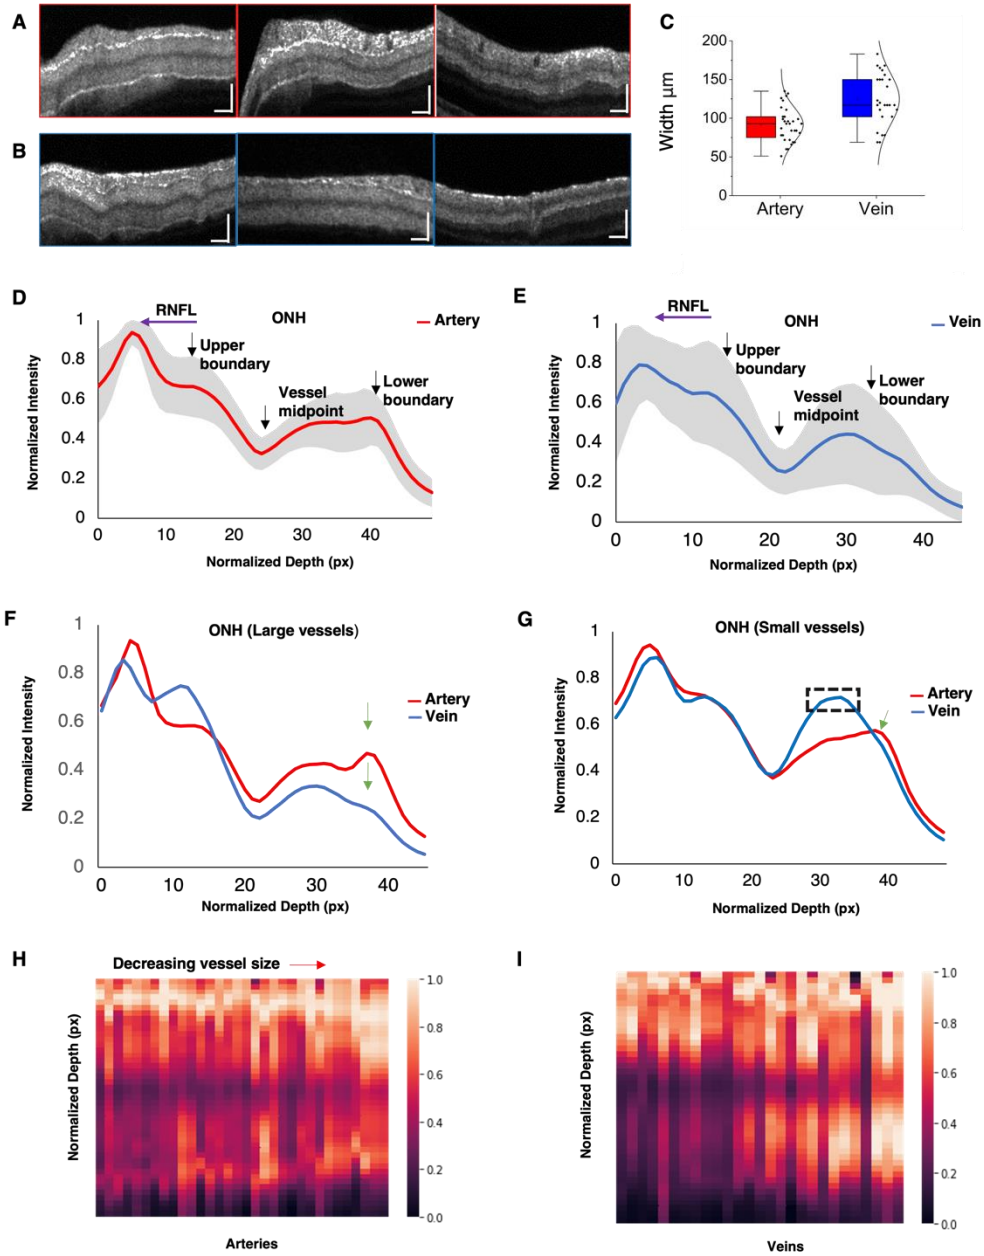 A
B
C
200
150
100
50
0
Width µm
Artery
Vein
D
RNFL
ONH
Artery
Upper
boundary
Vessel
midpoint
Lower
boundary
1
0.8
0.6
0.4
0.2
0
Normalized Intensity
0 10 20 30 40
Normalized Depth (px)
E
RNFL
ONH
Vein
Upper
boundary
Vessel
midpoint
Lower
boundary
1
0.8
0.6
0.4
0.2
0
Normalized Intensity
0 10 20 30 40
Normalized Depth (px)
F
ONH (Large vessels)
Artery
Vein
1
0.8
0.6
0.4
0.2
0
Normalized Intensity
0 10 20 30 40
Normalized Depth (px)
G
ONH (Small vessels)
Artery
Vein
1
0.8
0.6
0.4
0.2
0
Normalized Intensity
0 10 20 30 40
Normalized Depth (px)
H
Decreasing vessel size
Normalized Depth (px)
1.0
0.8
0.6
0.4
0.2
0.0
Arteries
I
Normalized Depth (px)
1.0
0.8
0.6
0.4
0.2
0.0
Veins